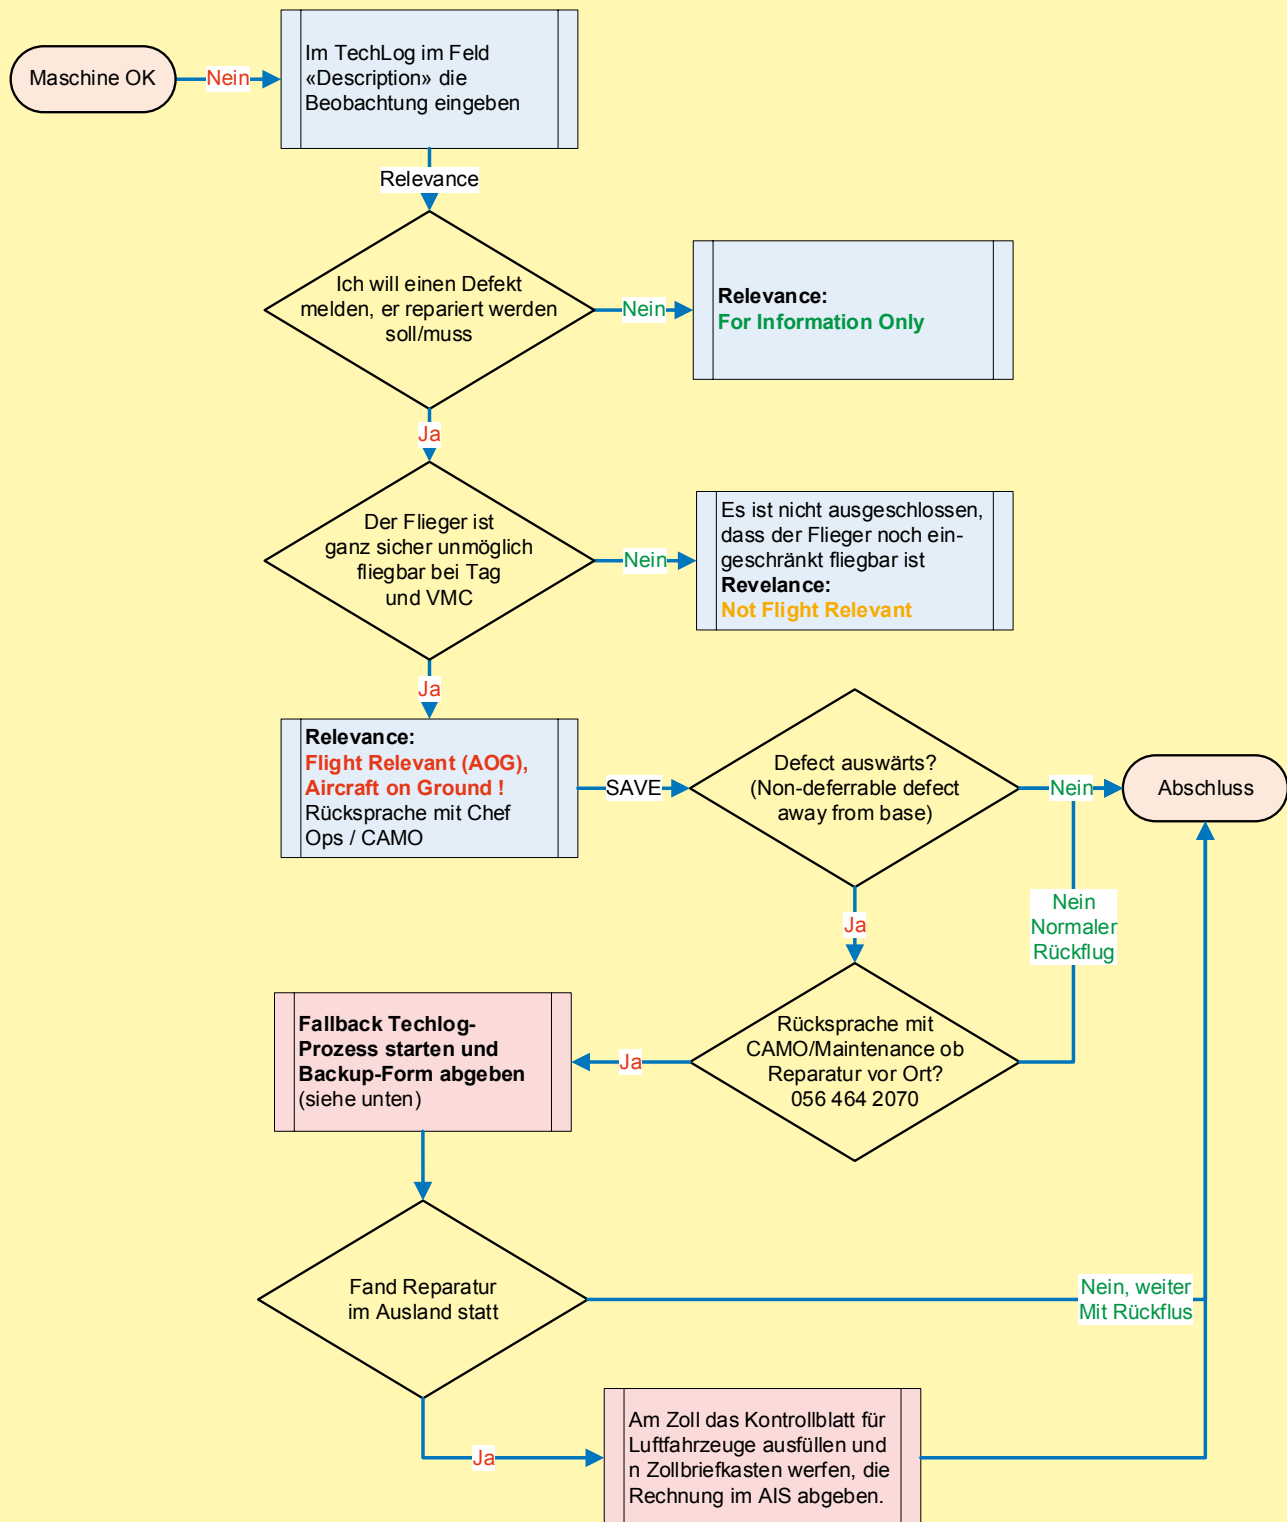 Maschine OK
Nein
Im TechLog im Feld
«Description» die
Beobachtung eingeben
Relevance
Ich will einen Defekt
melden, er repariert werden
soll/muss
Nein
Relevance:
For Information Only
Ja
Der Flieger ist
ganz sicher unmöglich
fliegbar bei Tag
und VMC
Nein
Es ist nicht ausgeschlossen,
dass der Flieger noch ein-
geschränkt fliegbar ist
Revelance:
Not Flight Relevant
Ja
Relevance:
Flight Relevant (AOG),
Aircraft on Ground !
Rücksprache mit Chef
Ops / CAMO
SAVE
Defect auswärts?
(Non-deferrable defect
away from base)
Nein
Abschluss
Ja
Nein
Normaler
Rückflug
Rücksprache mit
CAMO/Maintenance ob
Reparatur vor Ort?
056 464 2070
Ja
Fallback Techlog-
Prozess starten und
Backup-Form abgeben
(siehe unten)
Fand Reparatur
im Ausland statt
Nein, weiter
Mit Rückflus
Ja
Am Zoll das Kontrollblatt für
Luftfahrzeuge ausfüllen und
n Zollbriefkasten werfen, die
Rechnung im AIS abgeben.